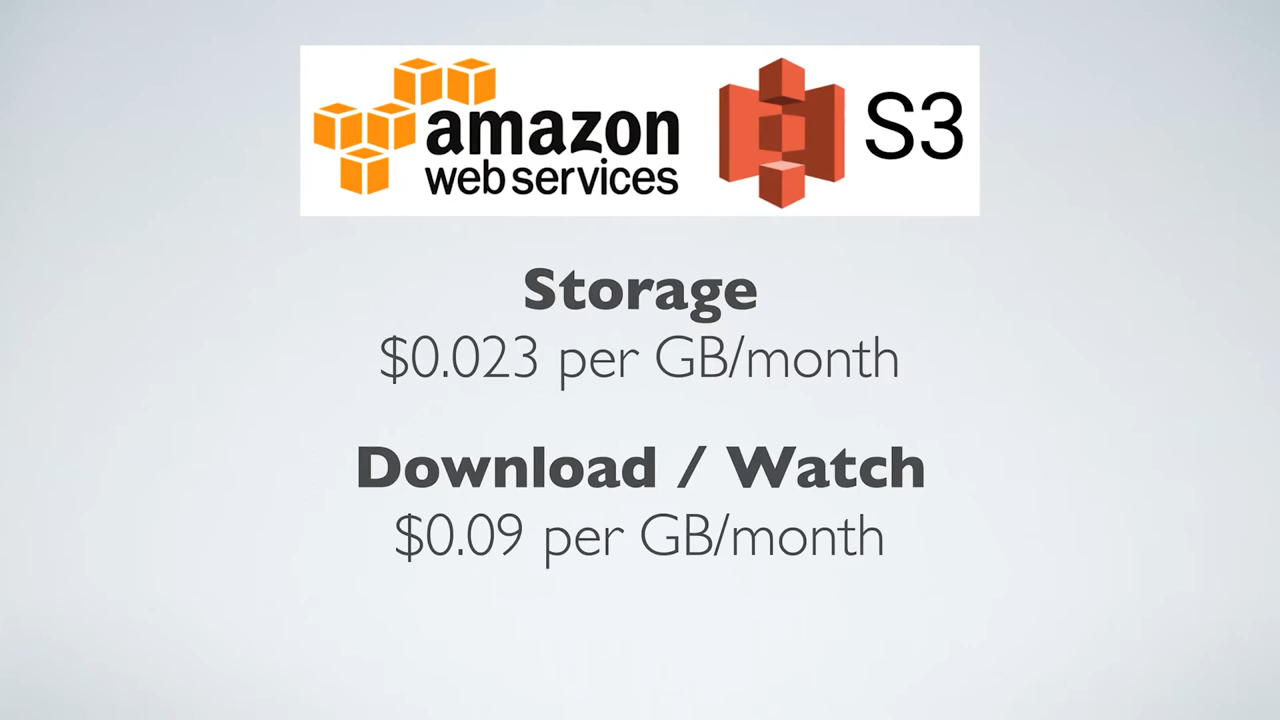 amazon
web services
S3
Storage
$0.023 per GB/month
Download / Watch
$0.09 per GB/month